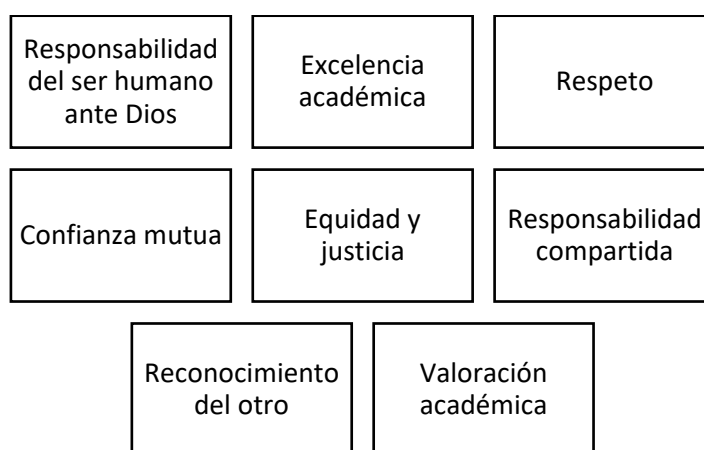 Responsabilidad
del ser humano
ante Dios
Excelencia
académica
Respeto
Confianza mutua
Equidad y
justicia
Responsabilidad
compartida
Reconocimiento
del otro
Valoración
académica